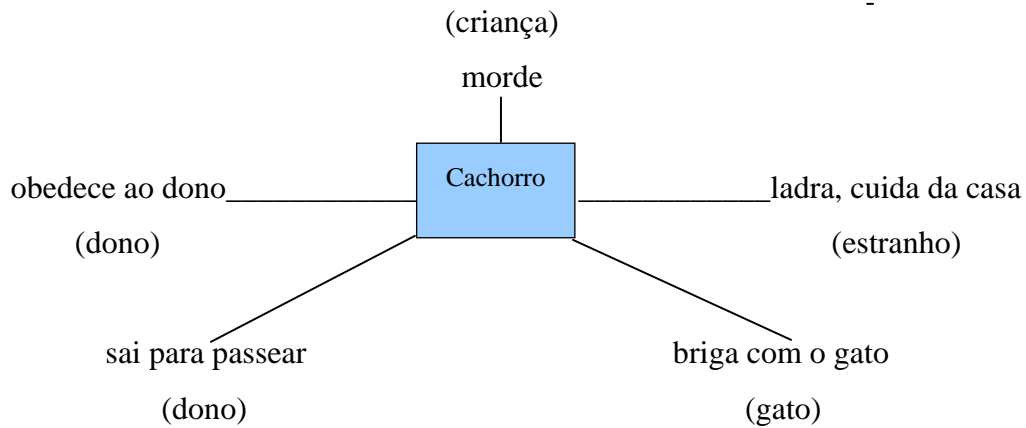 (criança)
morde
Cachorro
obedece ao dono
ladra, cuida da casa
(dono)
(estranho)
sai para passear
briga com o gato
(dono)
(gato)